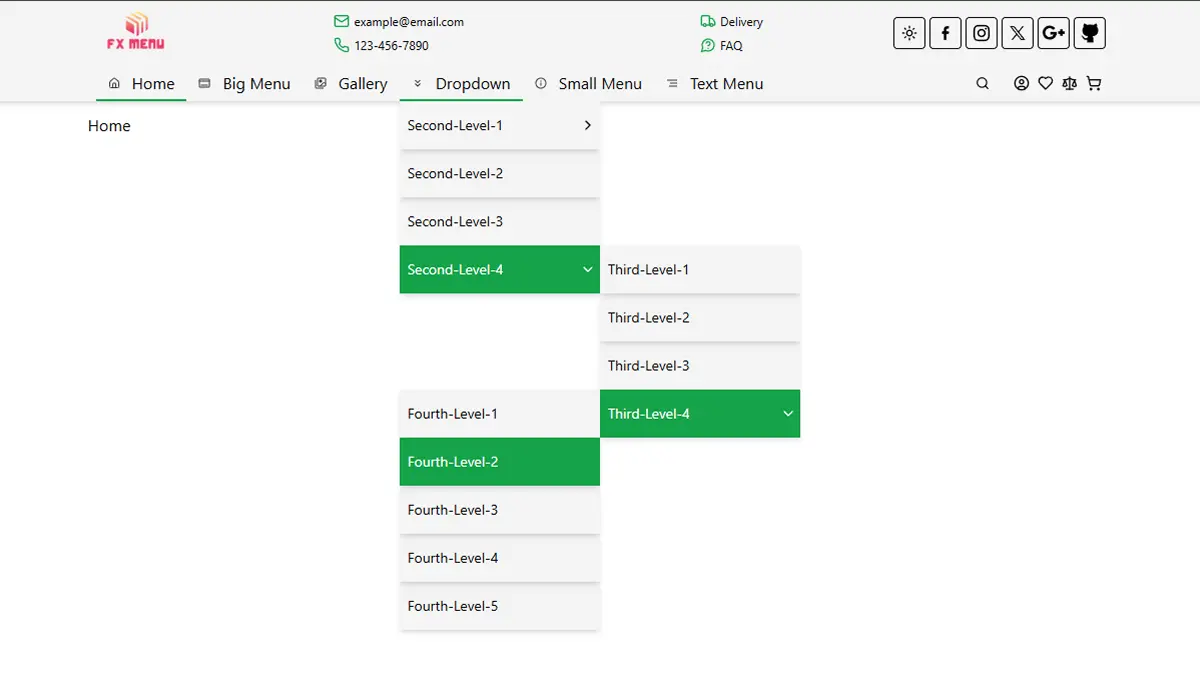 FX MENU
example@email.com
123-456-7890
Delivery
FAQ
Home Big Menu Gallery Dropdown Small Menu Text Menu
Home
Second-Level-1
Second-Level-2
Second-Level-3
Second-Level-4
Third-Level-1
Third-Level-2
Third-Level-3
Third-Level-4
Fourth-Level-1
Fourth-Level-2
Fourth-Level-3
Fourth-Level-4
Fourth-Level-5